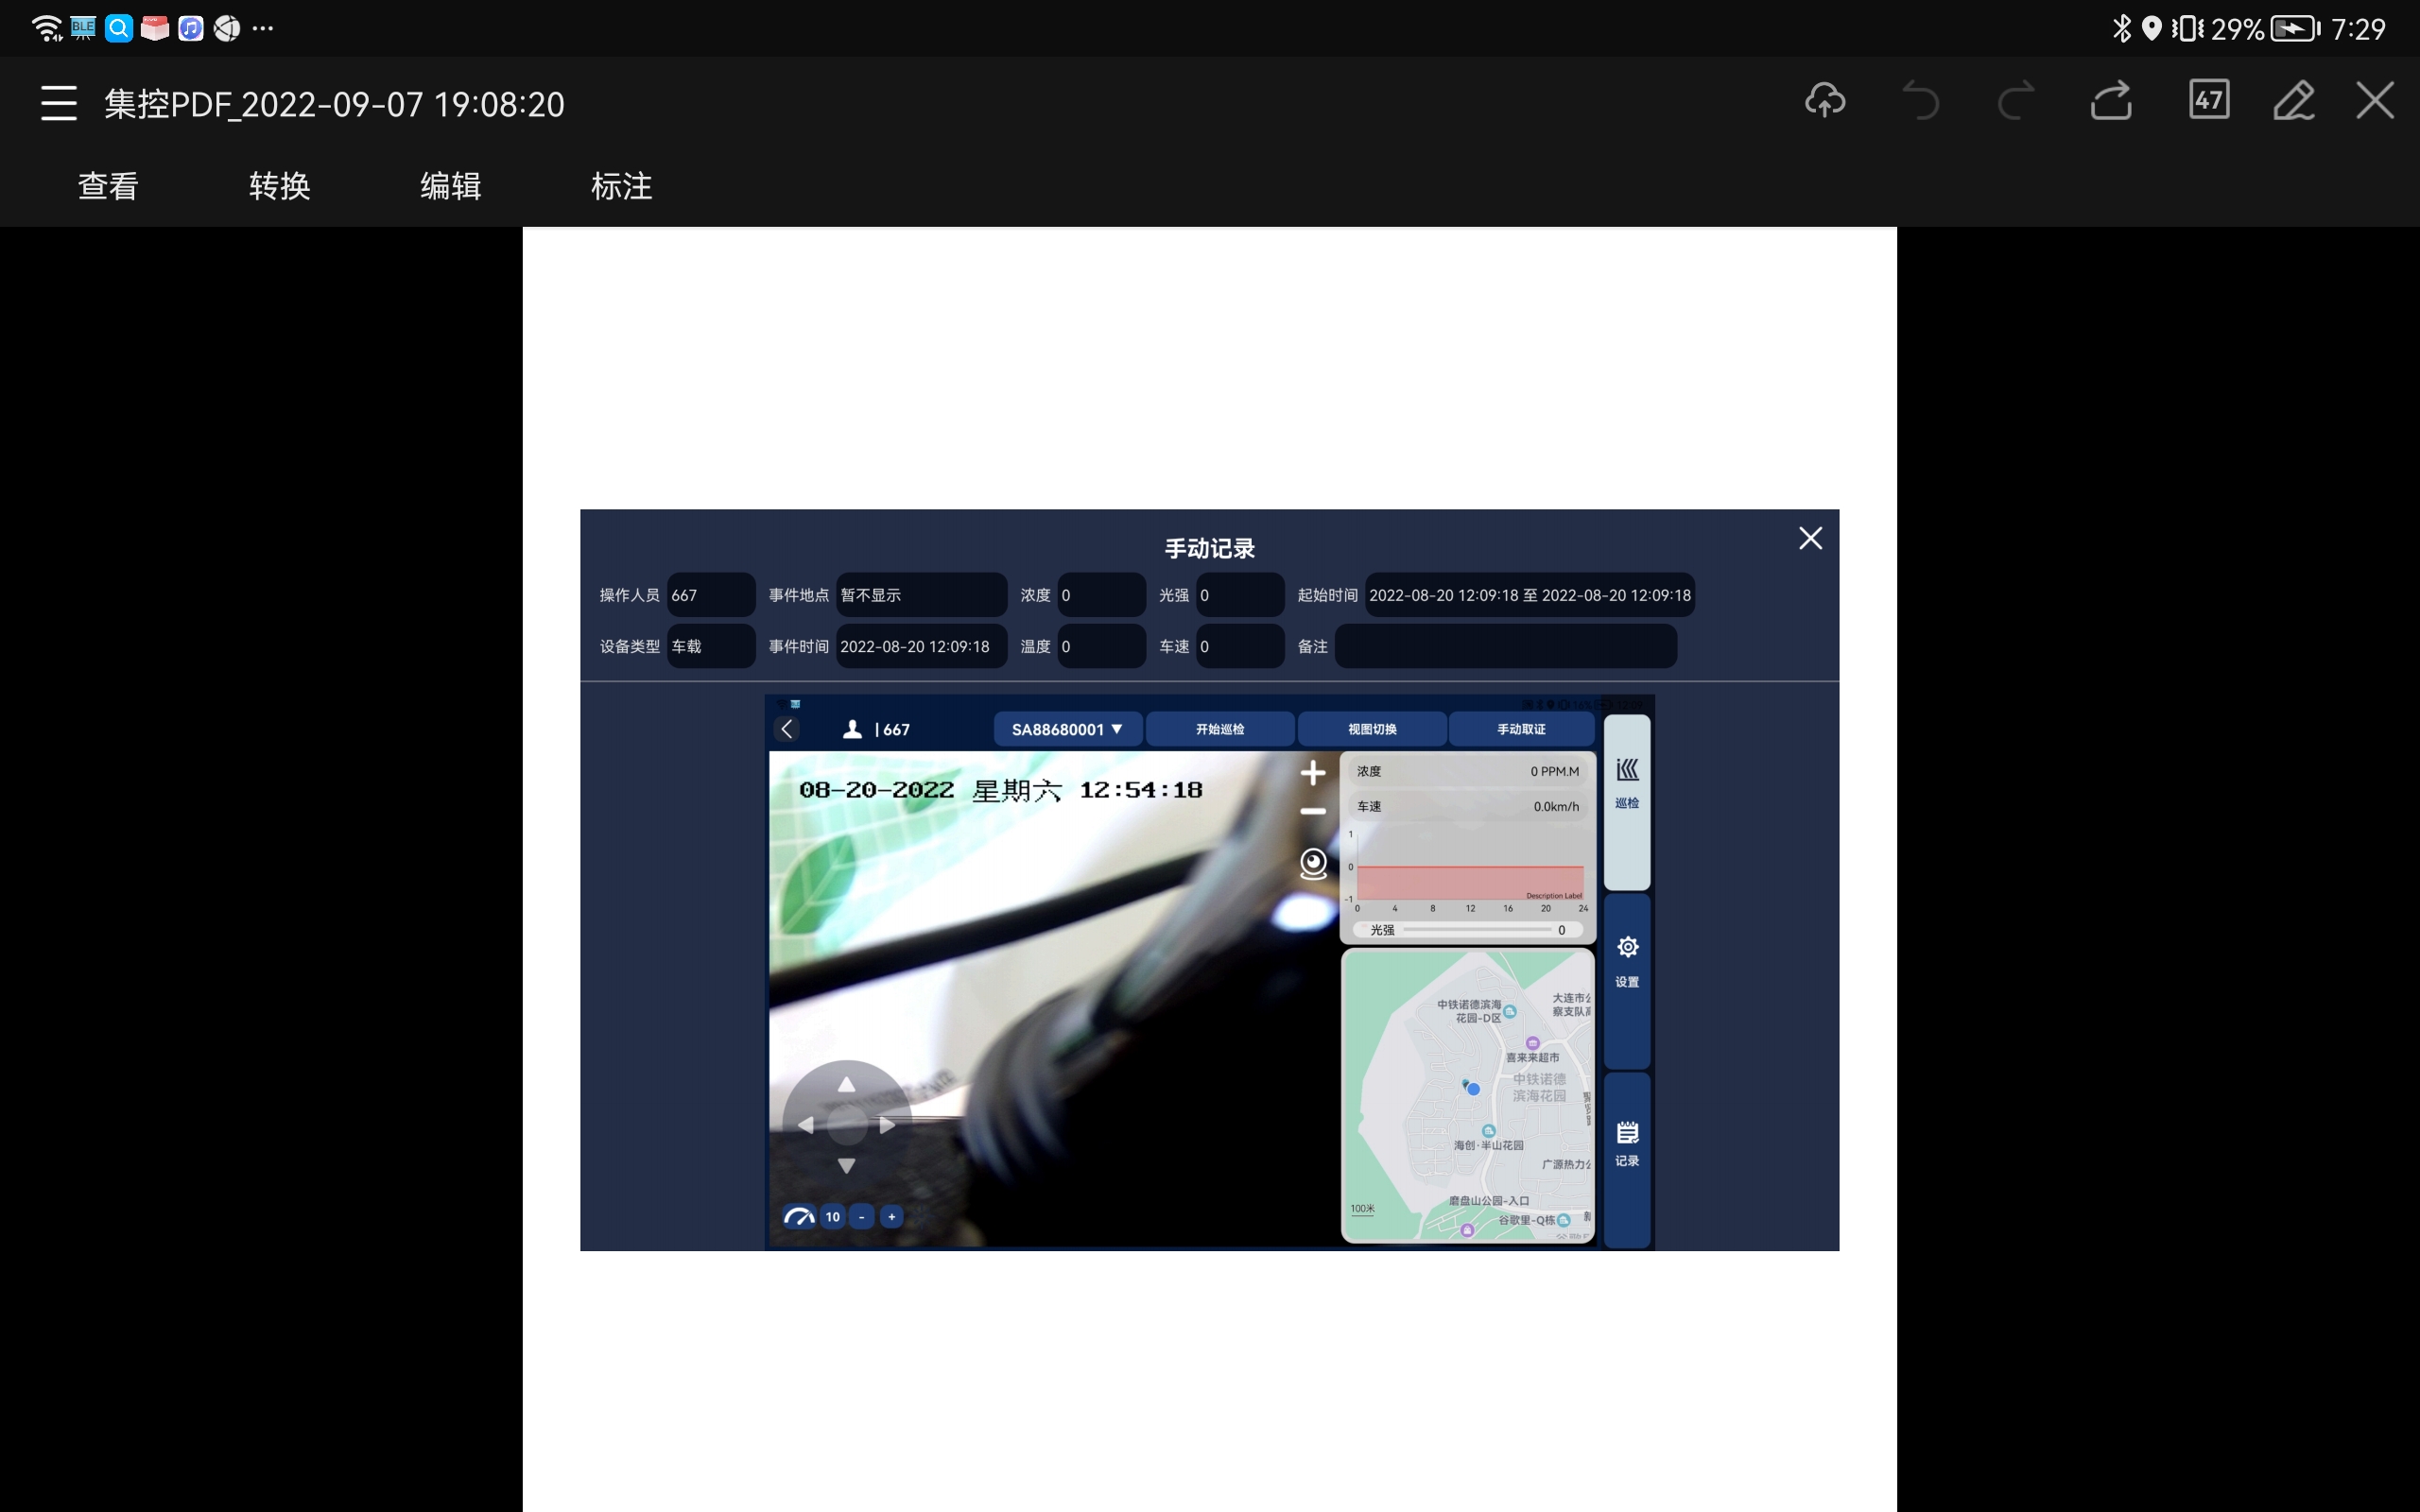 BLE
29% 7:29
集控PDF_2022-09-07 19:08:20
47
查看 转换 编辑 标注
手动记录
操作人员 667 事件地点 暂不显示 浓度 0 光强 0 起始时间 2022-08-20 12:09:18 至 2022-08-20 12:09:18
设备类型 车载 事件时间 2022-08-20 12:09:18 温度 0 车速 0 备注
| 667 SA88680001 ▼ 开始巡检 视图切换 手动取证
08-20-2022 星期六 12:54:18
浓度 0 PPM.M
车速 0.0km/h
1
0
-1
Description Label
0 4 8 12 16 20 24
光强 0
巡检
设置
记录
中铁诺德滨海
花园-D区
大连市公
察支队高
喜来来超市
中铁诺德
滨海花园
海创·半山花园
广源热力公
磨盘山公园-入口
100米
谷歌里-Q栋
新
10 - +